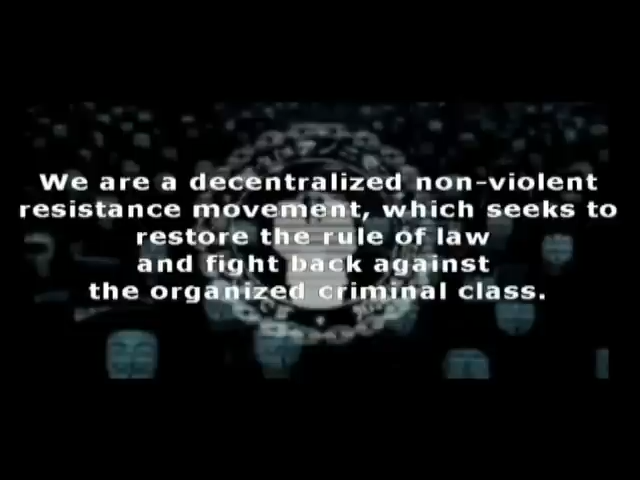 We are a decentralized non-violent
resistance movement, which seeks to
restore the rule of law
and fight back against
the organized criminal class.